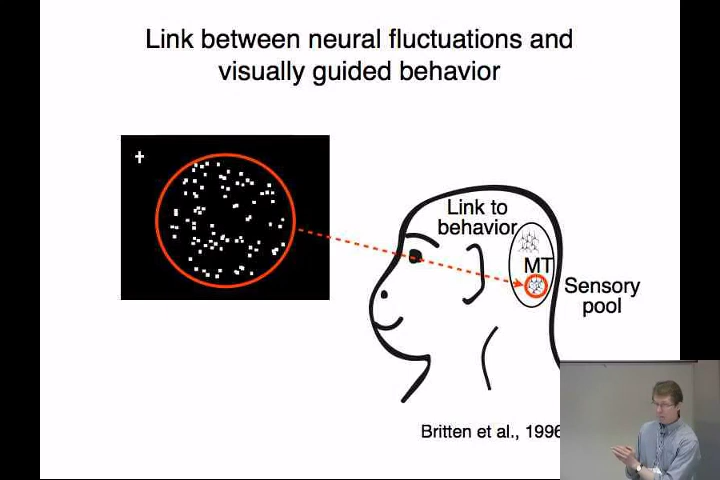 Link between neural fluctuations and
visually guided behavior
Link to
behavior
MT
Sensory
pool
Britten et al., 1996